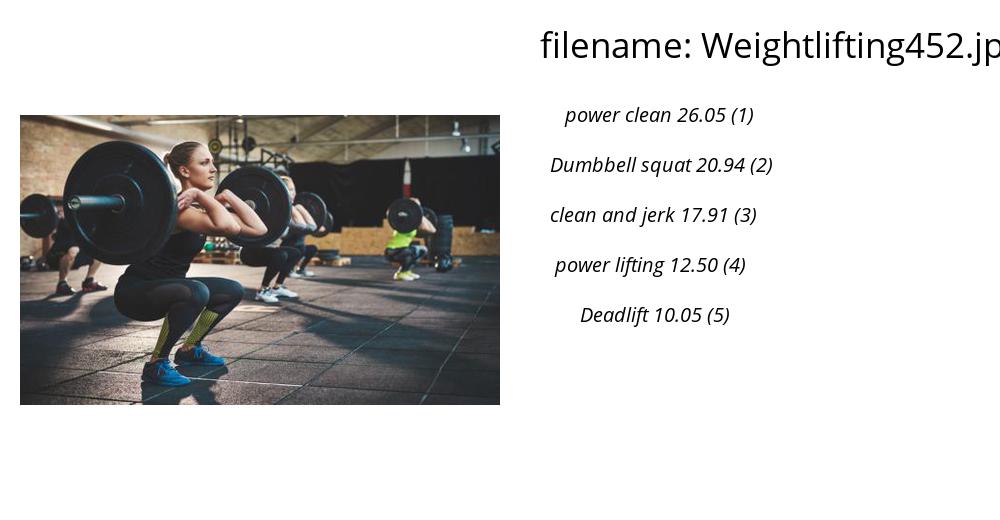 filename: Weightlifting452.jp
power clean 26.05 (1)
Dumbbell squat 20.94 (2)
clean and jerk 17.91 (3)
power lifting 12.50 (4)
Deadlift 10.05 (5)